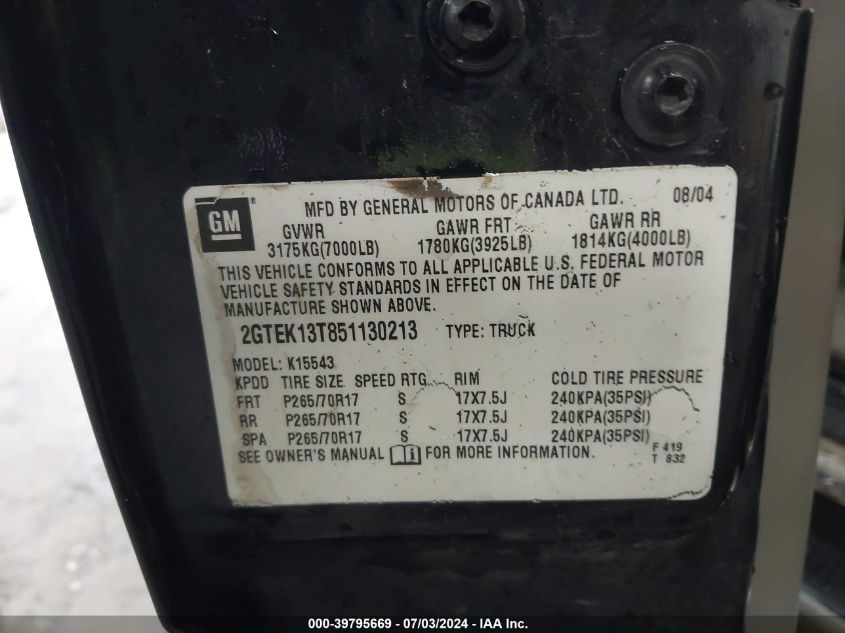 GM ®
MFD BY GENERAL MOTORS OF CANADA LTD. 08/04
GVWR GAWR FRT GAWR RR
3175KG(7000LB) 1780KG(3925LB) 1814KG(4000LB)
THIS VEHICLE CONFORMS TO ALL APPLICABLE U.S. FEDERAL MOTOR
VEHICLE SAFETY STANDARDS IN EFFECT ON THE DATE OF
MANUFACTURE SHOWN ABOVE.
2GTEK13T851130213 TYPE: TRUCK
MODEL: K15543
KPDD TIRE SIZE SPEED RTG RIM COLD TIRE PRESSURE
FRT P265/70R17 S 17X7.5J 240KPA(35PSI)
RR P265/70R17 S 17X7.5J 240KPA(35PSI)
SPA P265/70R17 S 17X7.5J 240KPA(35PSI)
SEE OWNER'S MANUAL FOR MORE INFORMATION.
F 419
T 832
000-39795669 - 07/03/2024 - IAA Inc.